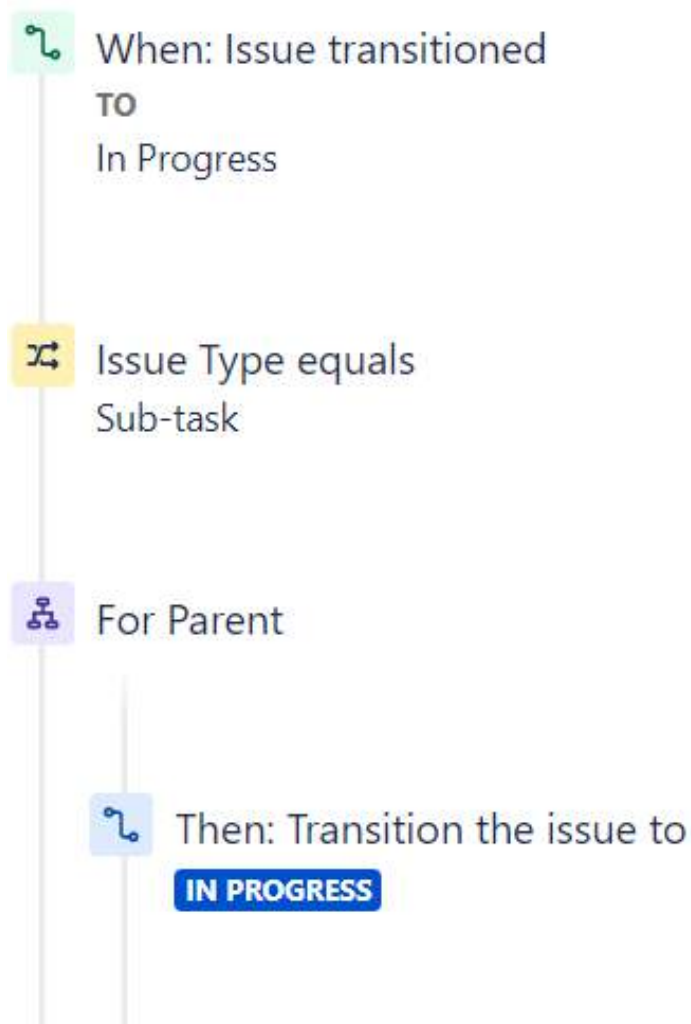 When: Issue transitioned
TO
In Progress
Issue Type equals
Sub-task
For Parent
Then: Transition the issue to
IN PROGRESS